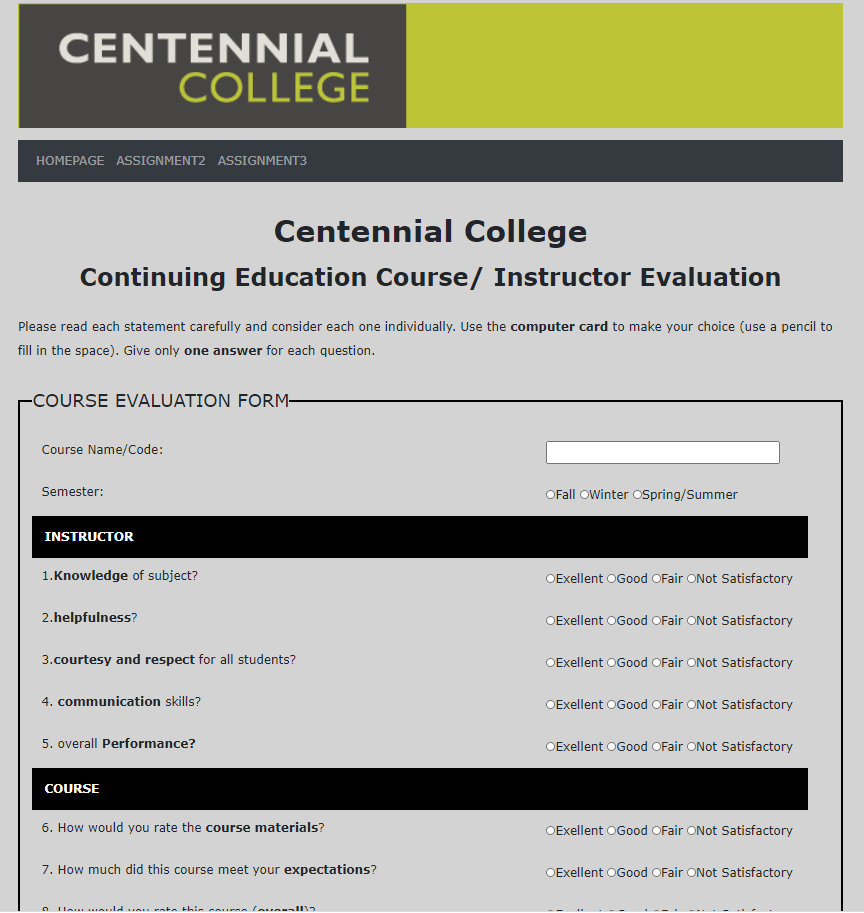 CENTENNIAL
COLLEGE
HOMEPAGE ASSIGNMENT2 ASSIGNMENT3
Centennial College
Continuing Education Course/ Instructor Evaluation
Please read each statement carefully and consider each one individually. Use the computer card to make your choice (use a pencil to
fill in the space). Give only one answer for each question.
COURSE EVALUATION FORM
Course Name/Code:
Semester: Fall Winter Spring/Summer
INSTRUCTOR
1.Knowledge of subject? Exellent Good Fair Not Satisfactory
2.helpfulness? Exellent Good Fair Not Satisfactory
3.courtesy and respect for all students? Exellent Good Fair Not Satisfactory
4. communication skills? Exellent Good Fair Not Satisfactory
5. overall Performance? Exellent Good Fair Not Satisfactory
COURSE
6. How would you rate the course materials? Exellent Good Fair Not Satisfactory
7. How much did this course meet your expectations? Exellent Good Fair Not Satisfactory
8. How would you rate this course (overall)?